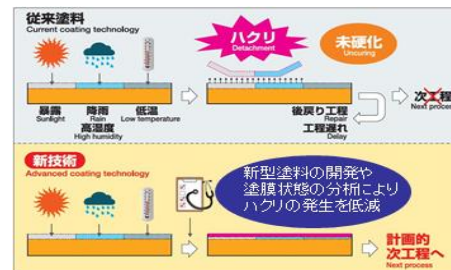 従来塗料
Current coating technology
ハクリ
Detachment
未硬化
Uncuring
暴露
Sunlight
降雨
Rain
高湿度
High humidity
低温
Low temperature
後戻り工程
Repair
工程遅れ
Delay
次工程
Next process
新技術
Advanced coating technology
新型塗料の開発や
塗膜状態の分析により
ハクリの発生を低減
計画的
次工程へ
Next process